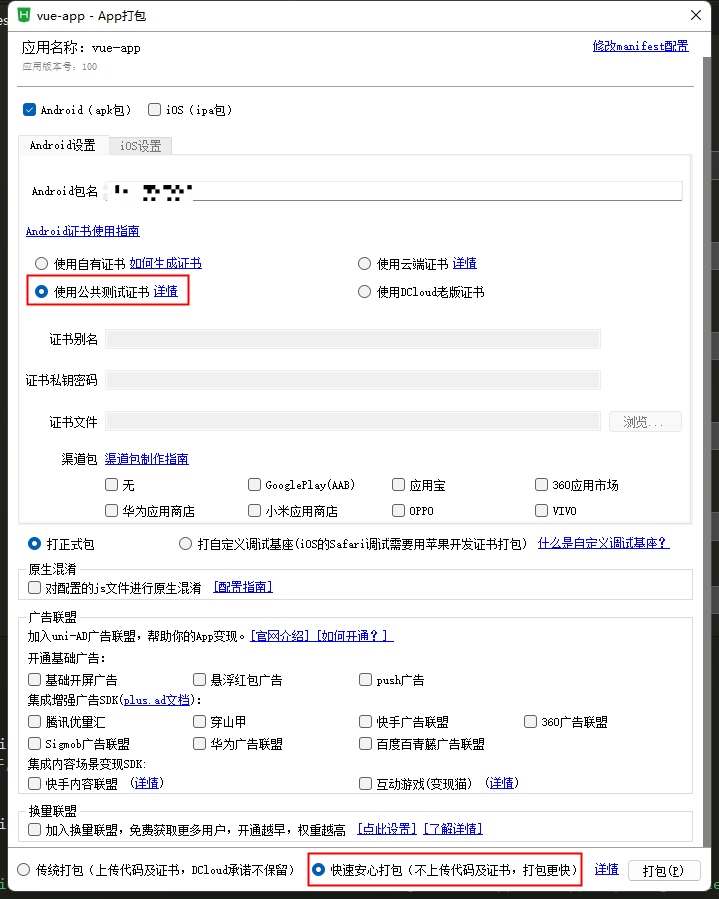 vue-app - App打包
应用名称：vue-app 修改manifest配置
应用版本号：100
Android（apk包） iOS（ipa包）
Android设置 iOS设置
Android包名
Android证书使用指南
使用自有证书 如何生成证书 使用云端证书 详情
使用公共测试证书 详情 使用DCloud老版证书
证书别名
证书私钥密码
证书文件 浏览...
渠道包 渠道包制作指南
无 GooglePlay(AAB) 应用宝 360应用市场
华为应用商店 小米应用商店 OPPO VIVO
打正式包 打自定义调试基座(iOS的Safari调试需要用苹果开发证书打包) 什么是自定义调试基座？
原生混淆
对配置的js文件进行原生混淆 [配置指南]
广告联盟
加入uni-AD广告联盟，帮助你的App变现。[官网介绍] [如何开通？]
开通基础广告：
基础开屏广告 悬浮红包广告 push广告
集成增强广告SDK(plus.ad文档)：
腾讯优量汇 穿山甲 快手广告联盟 360广告联盟
Sigmob广告联盟 华为广告联盟 百度百青藤广告联盟
集成内容场景变现SDK:
快手内容联盟 （详情） 互动游戏(变现猫) （详情）
换量联盟
加入换量联盟，免费获取更多用户，开通越早，权重越高 [点此设置] [了解详情]
传统打包（上传代码及证书，DCloud承诺不保留） 快速安心打包（不上传代码及证书，打包更快） 详情 打包(P)